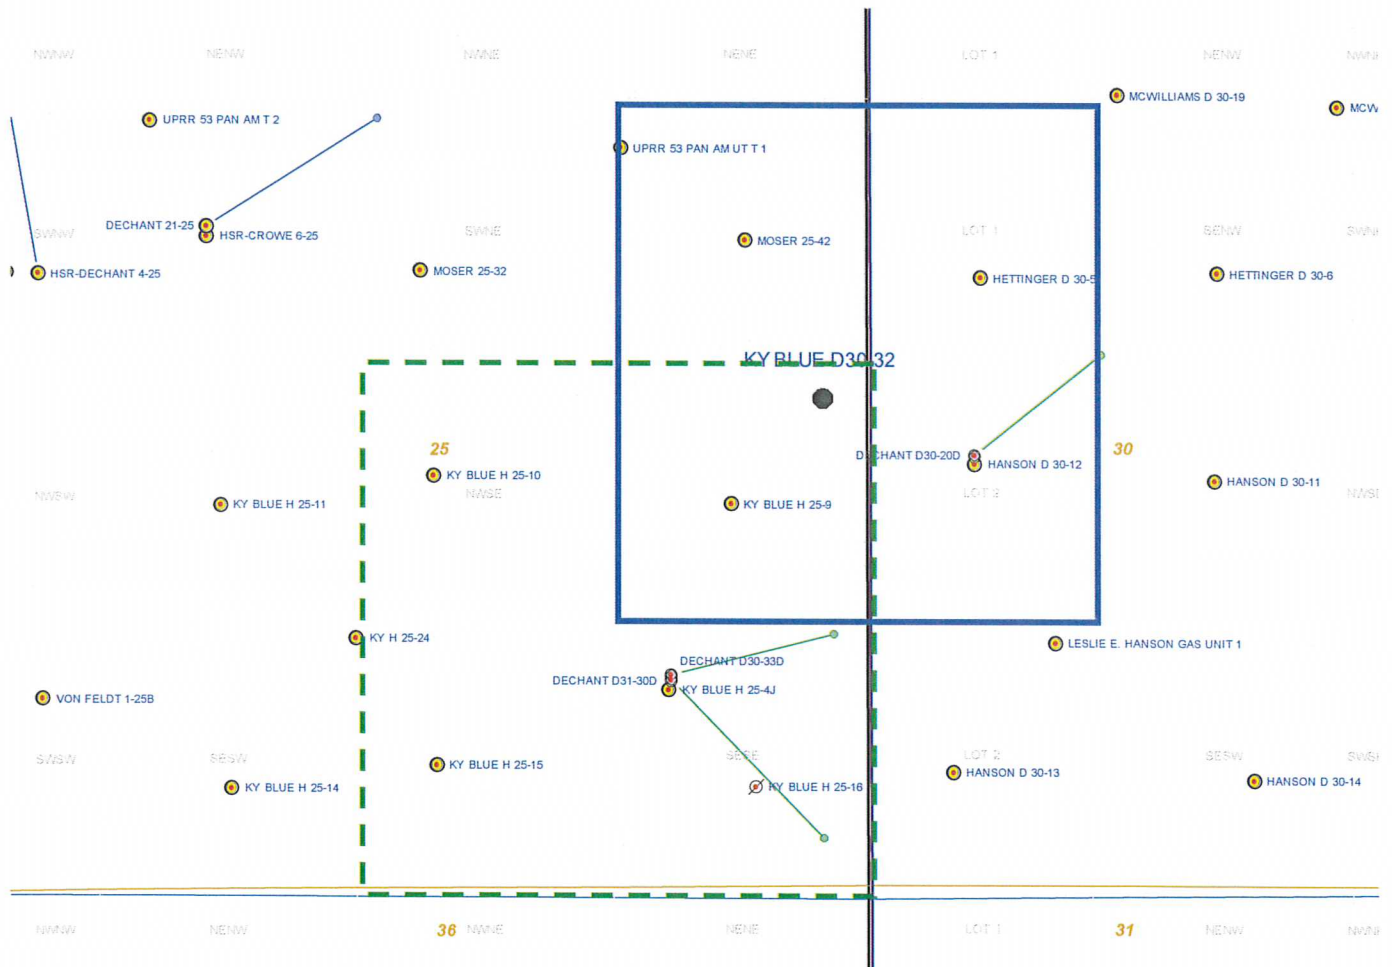 NWNW NENW NWNE NENE LOT 1 NENW
MCWILLIAMS D 30-19
MCW
UPRR 53 PAN AM T 2
UPRR 53 PAN AM UT T 1
DECHANT 21-25
HSR-CROWE 6-25
SWNW SWNE LOT 1 SENW
MOSER 25-42
HSR-DECHANT 4-25
MOSER 25-32
HETTINGER D 30-5
HETTINGER D 30-6
KY BLUE D30-32
25
30
DECHANT D30-20D
HANSON D 30-12
KY BLUE H 25-10
HANSON D 30-11
NWSW NWSE LOT 3
KY BLUE H 25-11
KY BLUE H 25-9
KY H 25-24
LESLIE E. HANSON GAS UNIT 1
DECHANT D30-33D
DECHANT D31-30D
KY BLUE H 25-4J
VON FELDT 1-25B
SWSW SESW SESE LOT 2 SESW
KY BLUE H 25-15
HANSON D 30-13
HANSON D 30-14
KY BLUE H 25-14
KY BLUE H 25-16
NWNW NENW 36 NWNE NENE LOT 1 31 NENW